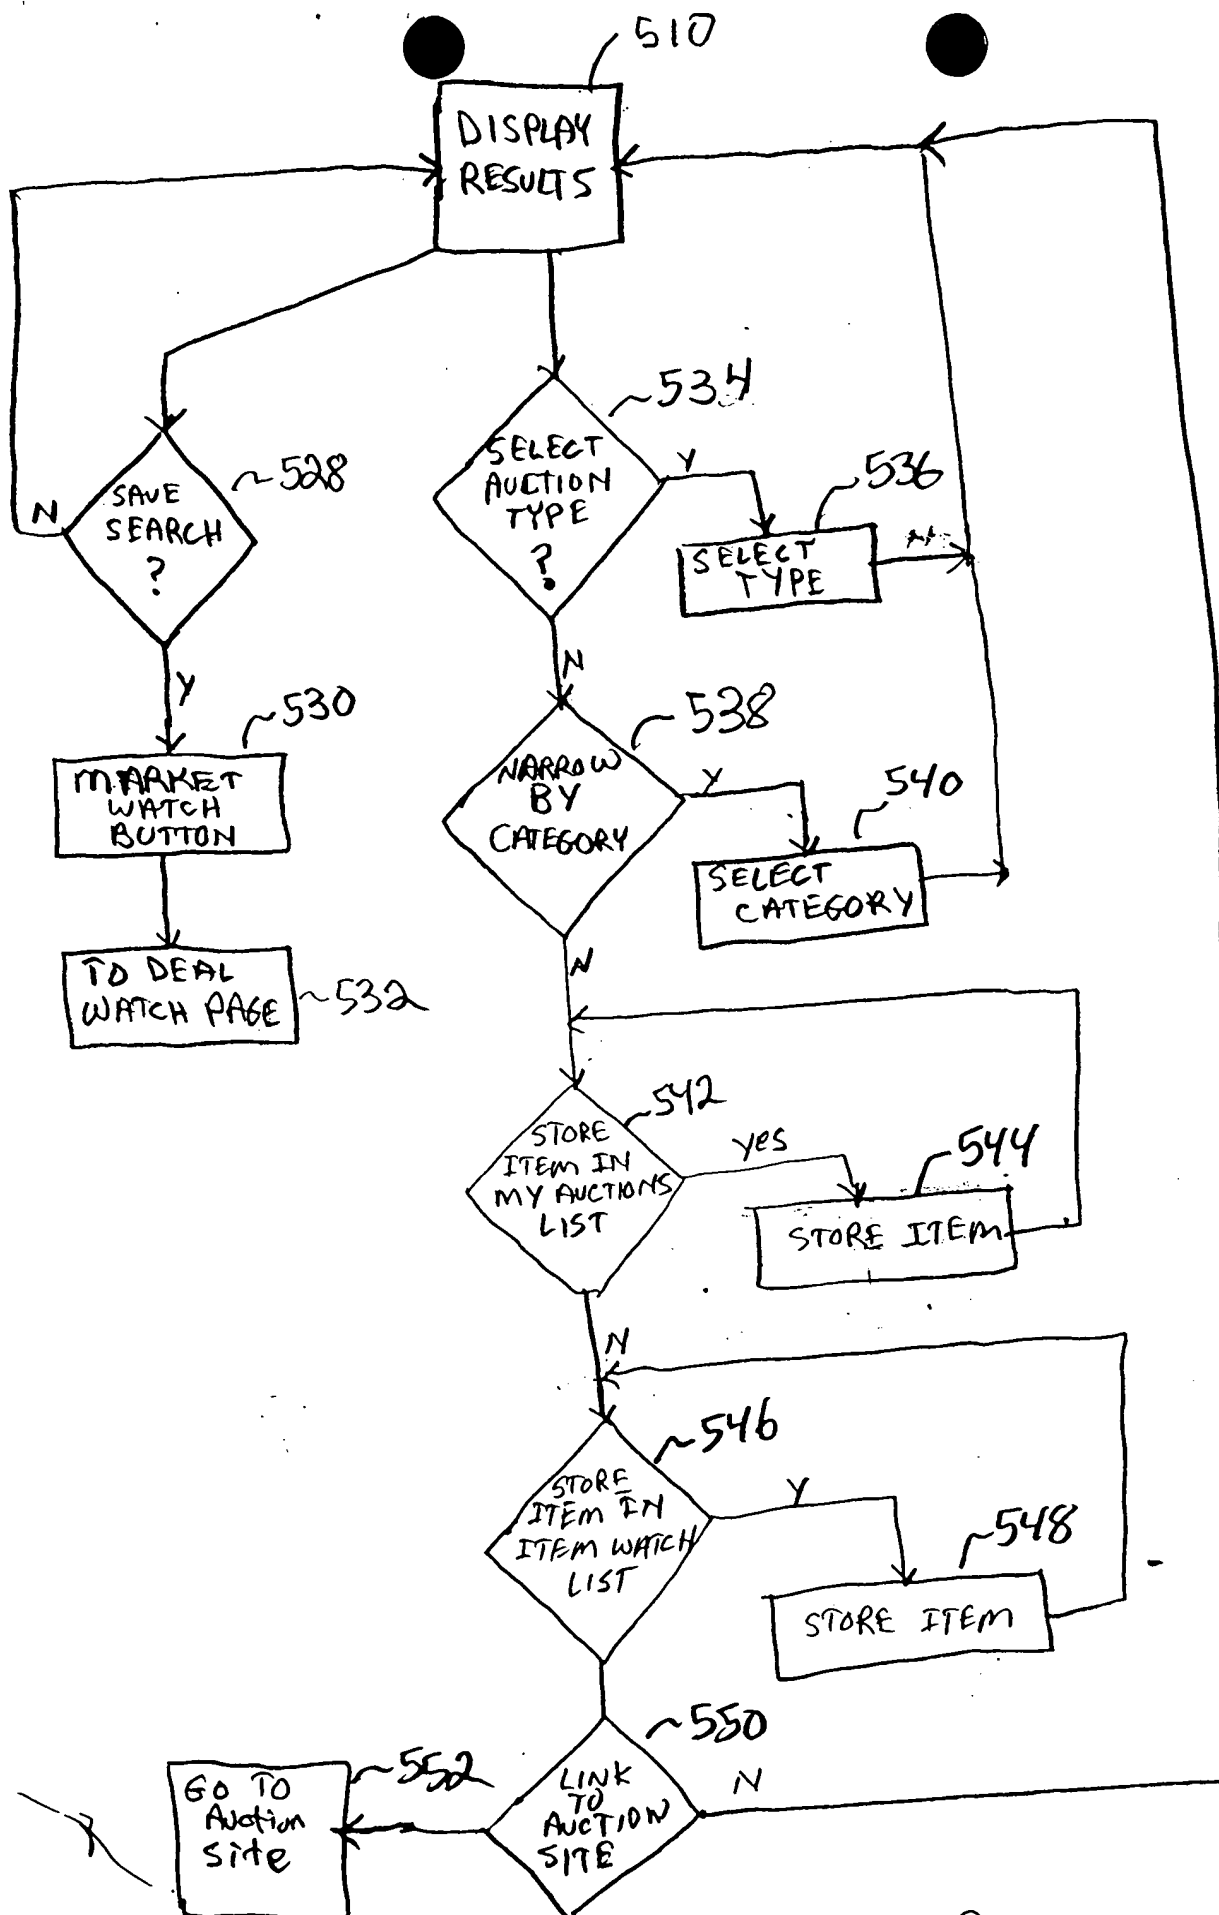 510
DISPLAY
RESULTS
534
528
SAVE
SEARCH
?
N
SELECT
AUCTION
TYPE
?
Y
536
SELECT
TYPE
N
Y
530
MARKET
WATCH
BUTTON
538
NARROW
BY
CATEGORY
Y
540
SELECT
CATEGORY
N
TO DEAL
WATCH PAGE
532
542
STORE
ITEM IN
MY AUCTIONS
LIST
yes
544
STORE ITEM
N
546
STORE
ITEM IN
ITEM WATCH
LIST
Y
548
STORE ITEM
550
LINK
TO
AUCTION
SITE
N
552
GO TO
Auction
Site